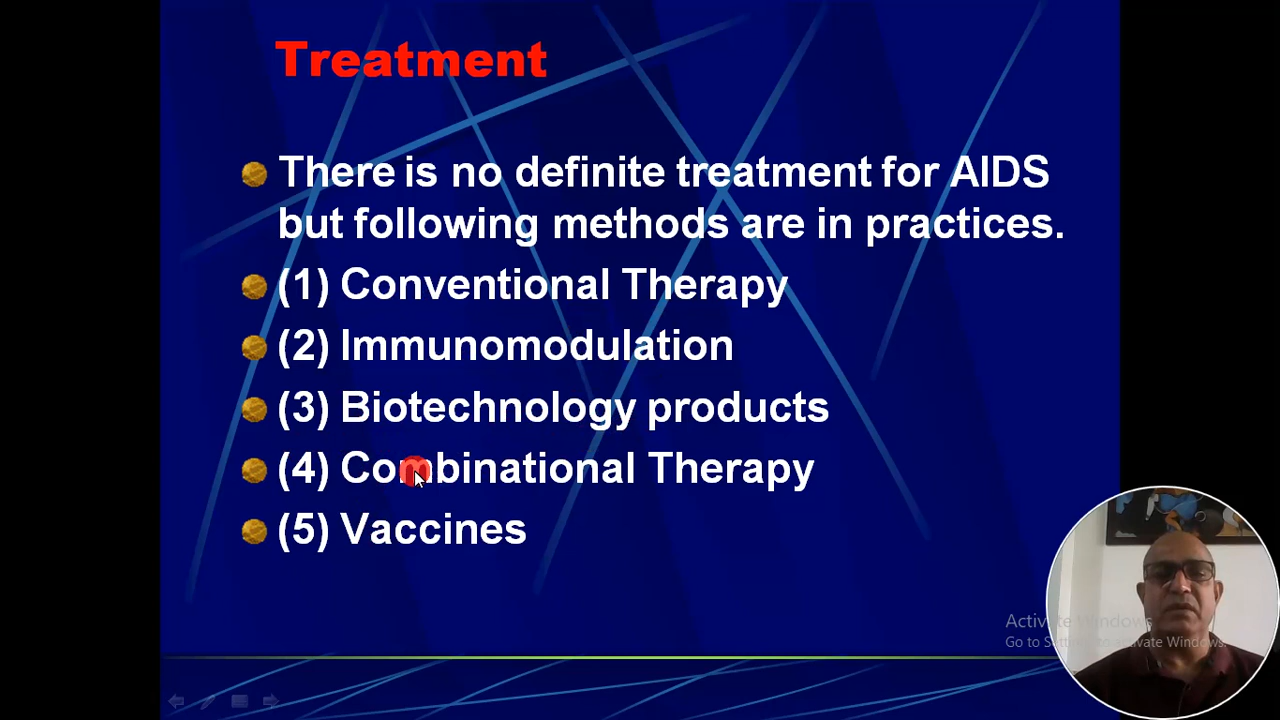 Treatment
There is no definite treatment for AIDS
but following methods are in practices.
(1) Conventional Therapy
(2) Immunomodulation
(3) Biotechnology products
(4) Combinational Therapy
(5) Vaccines
Activate Windows
Go to Settings to activate Windows.